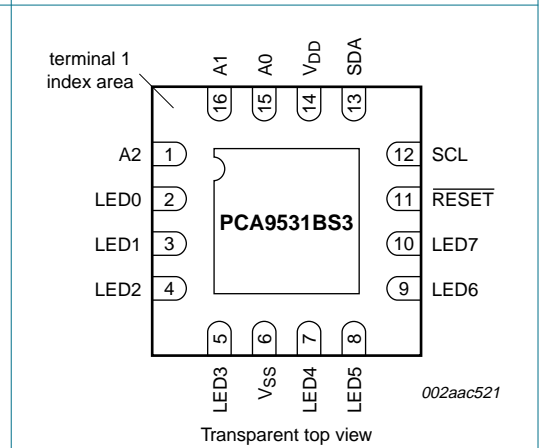 terminal 1
index area
A1
A0
VDD
SDA
16
15
14
13
A2 1
12 SCL
LED0 2
11 RESET
PCA9531BS3
LED1 3
10 LED7
LED2 4
9 LED6
5
6
7
8
LED3
VSS
LED4
LED5
002aac521
Transparent top view